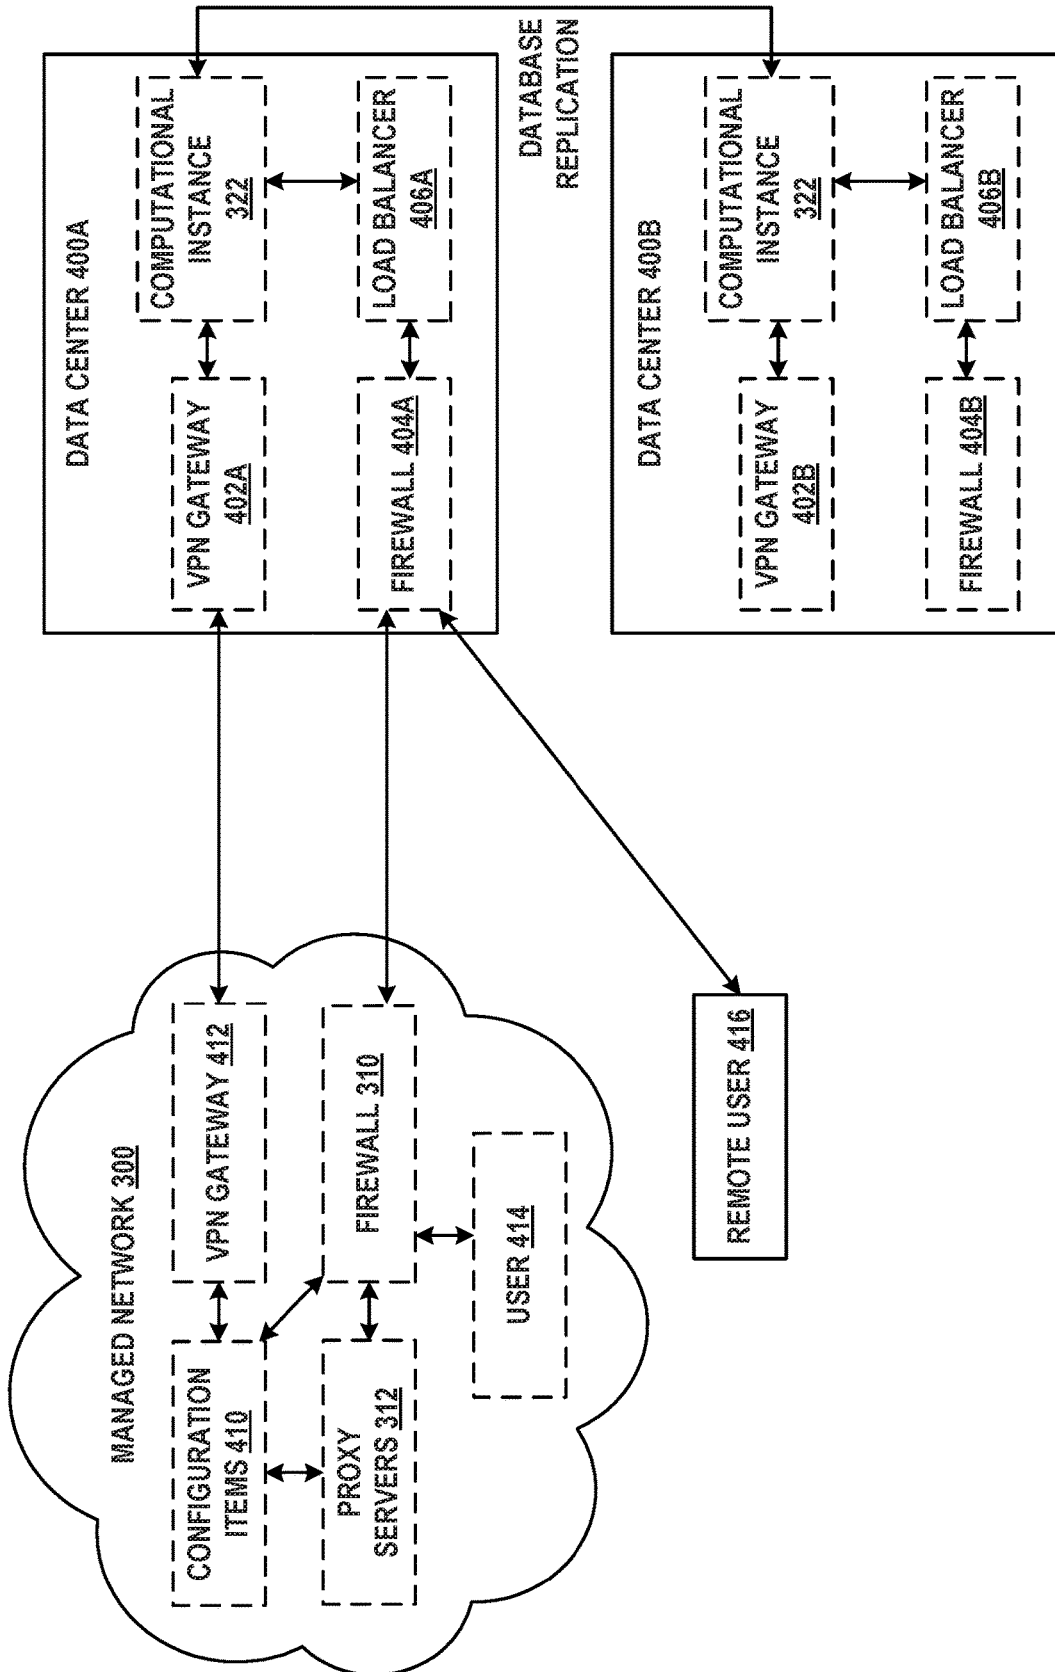 MANAGED NETWORK 300
CONFIGURATION
ITEMS 410
VPN GATEWAY 412
PROXY
SERVERS 312
FIREWALL 310
USER 414
REMOTE USER 416
DATA CENTER 400A
VPN GATEWAY
402A
COMPUTATIONAL
INSTANCE
322
FIREWALL 404A
LOAD BALANCER
406A
DATABASE
REPLICATION
DATA CENTER 400B
VPN GATEWAY
402B
COMPUTATIONAL
INSTANCE
322
FIREWALL 404B
LOAD BALANCER
406B